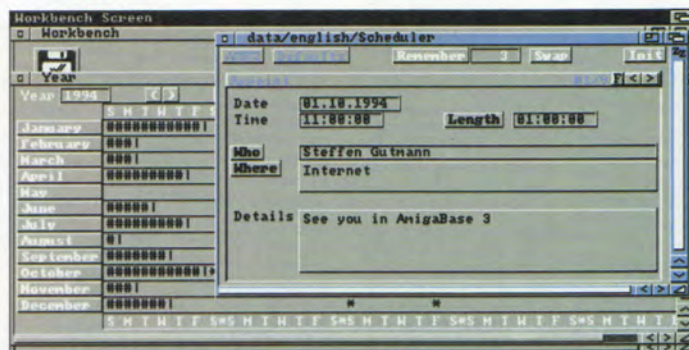 Workbench Screen
Workbench
data/english/Scheduler
Remember 3 Swap Init
Year
Year 1994 < >
Appoint F < >
Date 01.10.1994
Time 11:00:00 Length 01:00:00
Who Steffen Gutmann
Where Internet
Details See you in AmigaBase 3
January ###########|
February ###|
March ###|
April #########|
May
June #####|
July #########|
August #|
September #######|
October ###########|*
November ###|
December #######| * *
S M T W T F S*S M T W T F S*S M T W T F S*S M T W T F S*S M T W T